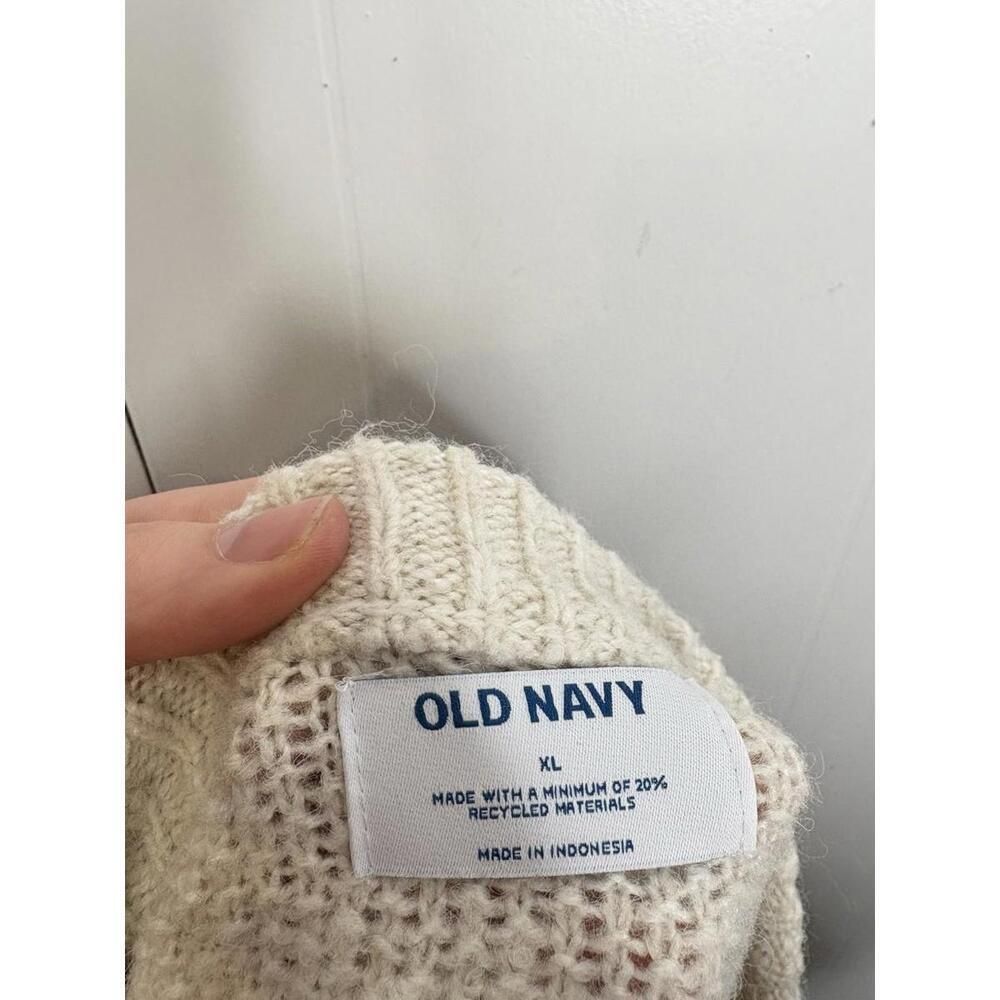 OLD NAVY
XL
MADE WITH A MINIMUM OF 20%
RECYCLED MATERIALS
MADE IN INDONESIA